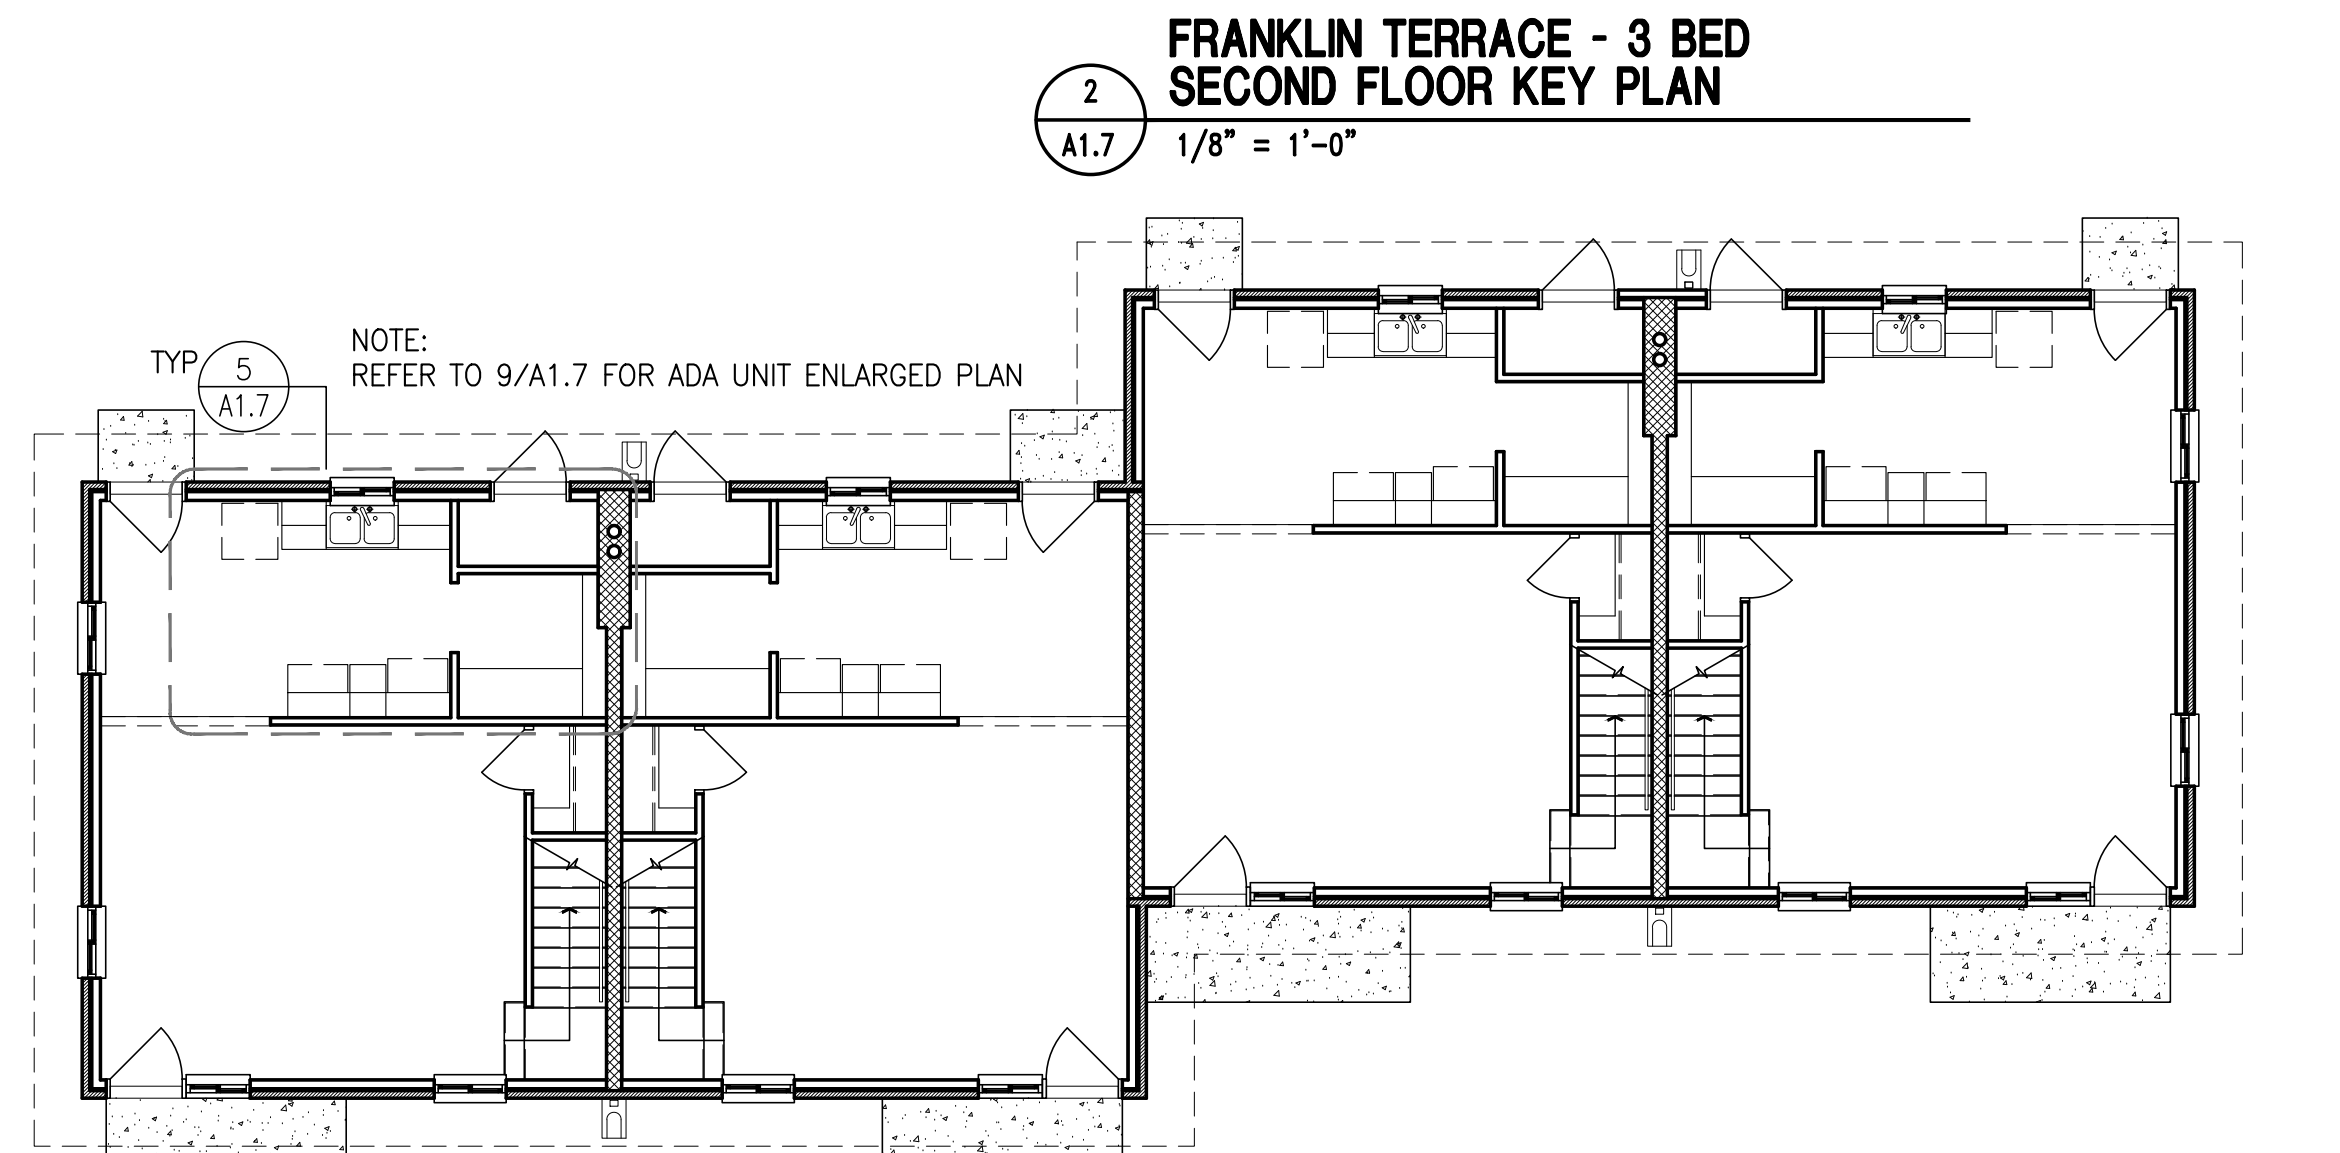 FRANKLIN TERRACE - 3 BED
SECOND FLOOR KEY PLAN
2
A1.7
1/8" = 1'-0"
NOTE:
REFER TO 9/A1.7 FOR ADA UNIT ENLARGED PLAN
TYP
5
A1.7